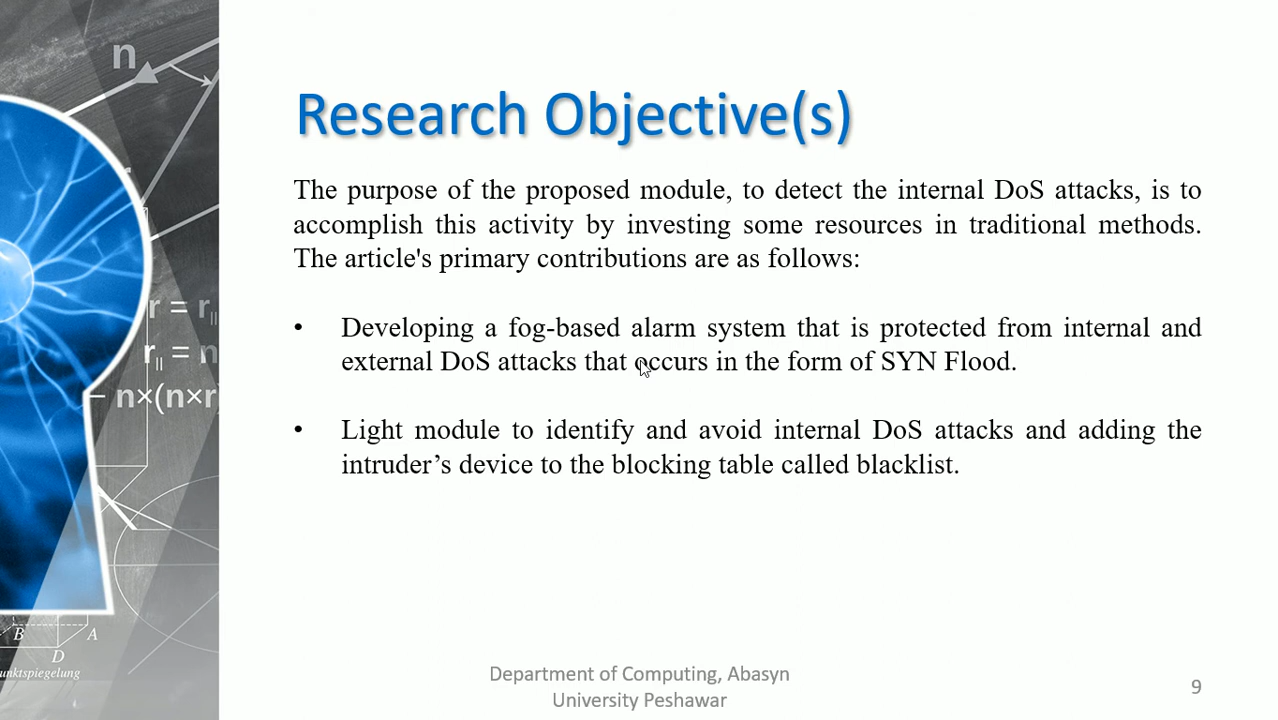 Research Objective(s)
The purpose of the proposed module, to detect the internal DoS attacks, is to
accomplish this activity by investing some resources in traditional methods.
The article's primary contributions are as follows:
• Developing a fog-based alarm system that is protected from internal and
external DoS attacks that occurs in the form of SYN Flood.
• Light module to identify and avoid internal DoS attacks and adding the
intruder’s device to the blocking table called blacklist.
Department of Computing, Abasyn
University Peshawar
9
n
r = r||
r|| = n
n×(n×r)
B
A
D
unktspiegelung